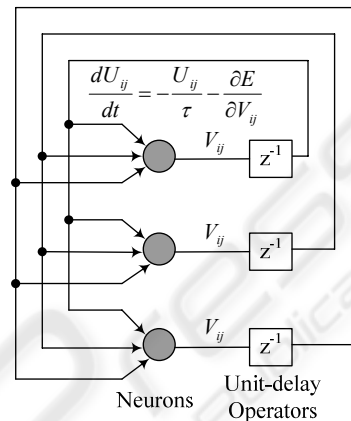 dU_ij/dt = -U_ij/τ - ∂E/∂V_ij
V_ij z⁻¹
V_ij z⁻¹
V_ij z⁻¹
Neurons Unit-delay
Operators